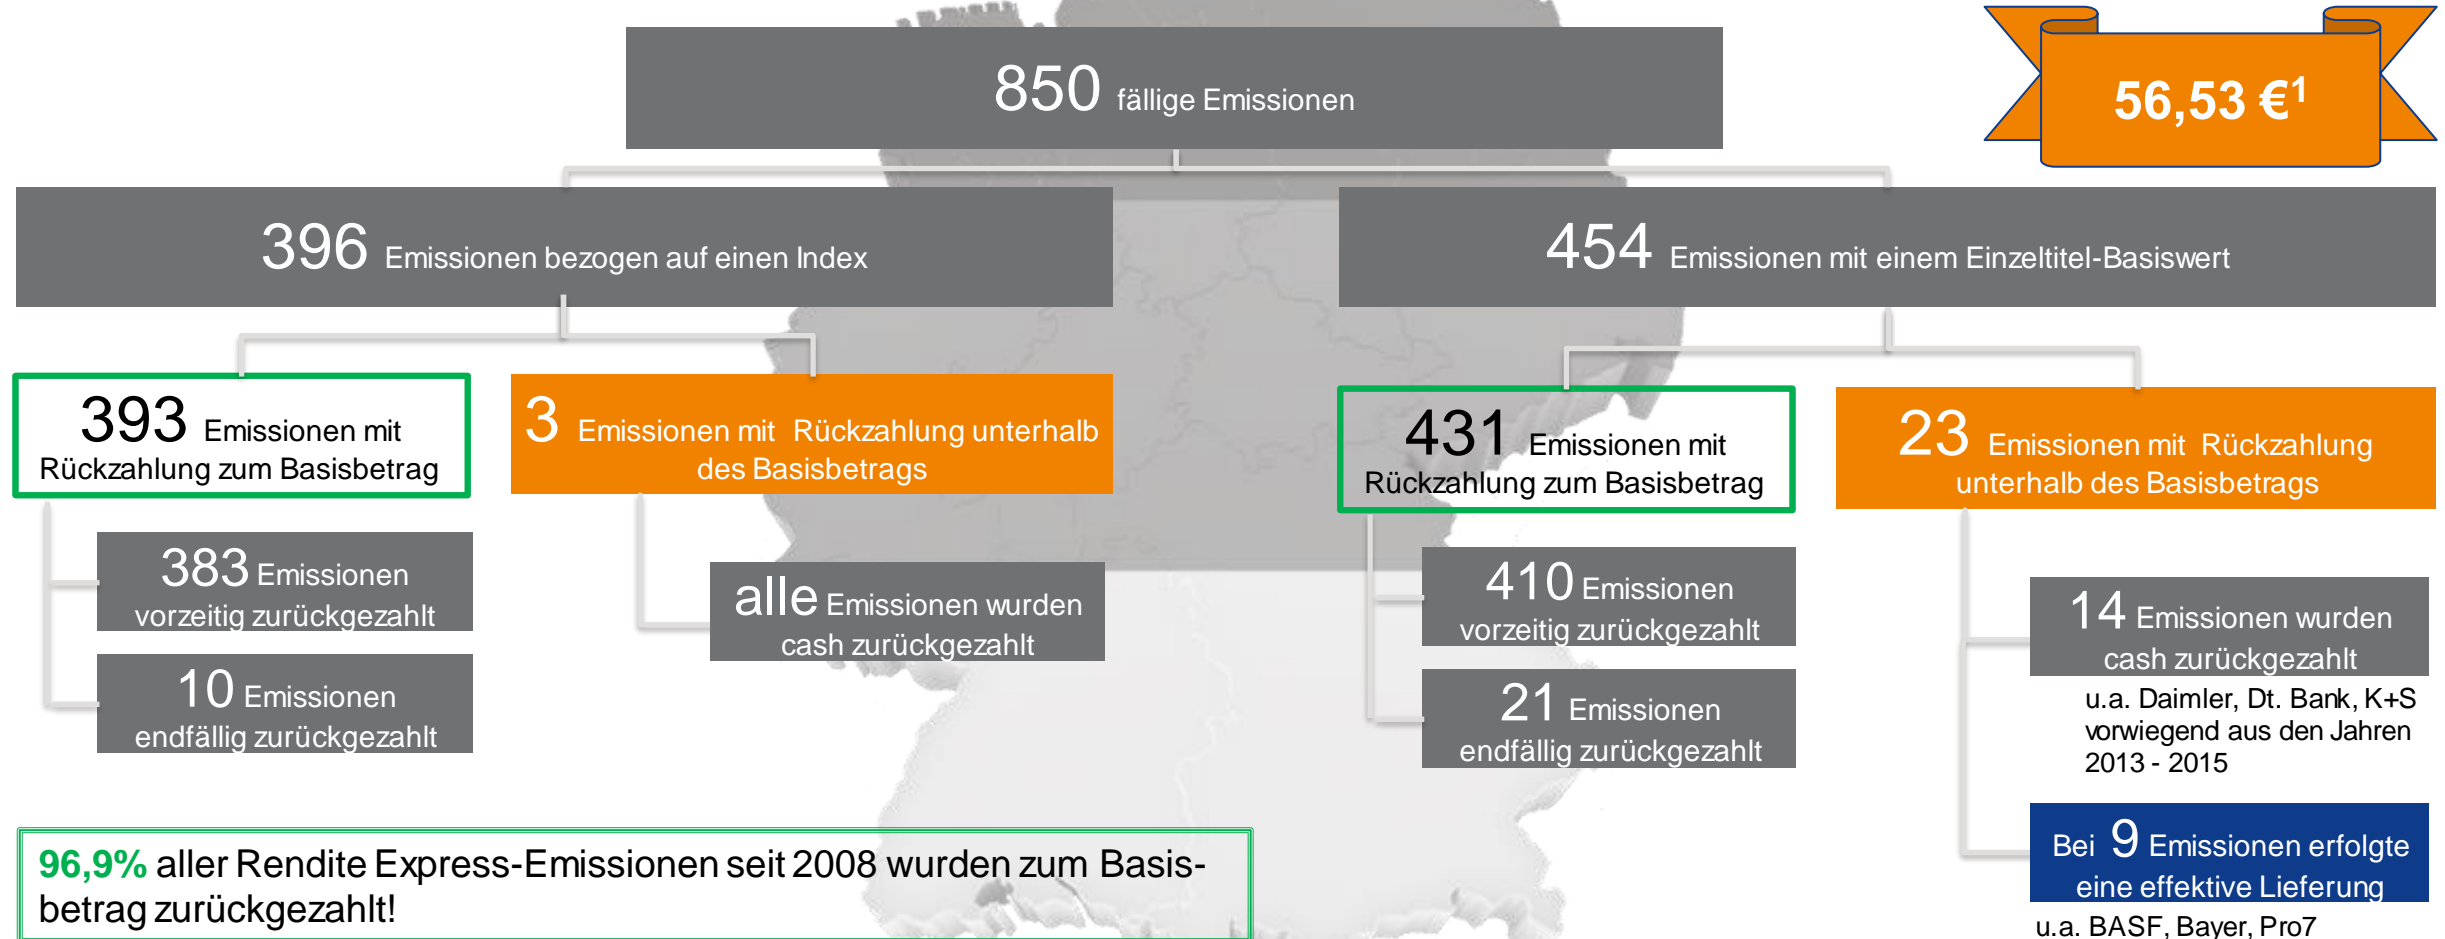 850 fällige Emissionen
56,53 €¹
396 Emissionen bezogen auf einen Index
454 Emissionen mit einem Einzeltitel-Basiswert
393 Emissionen mit
Rückzahlung zum Basisbetrag
3 Emissionen mit Rückzahlung unterhalb
des Basisbetrags
431 Emissionen mit
Rückzahlung zum Basisbetrag
23 Emissionen mit Rückzahlung
unterhalb des Basisbetrags
383 Emissionen
vorzeitig zurückgezahlt
10 Emissionen
endfällig zurückgezahlt
alle Emissionen wurden
cash zurückgezahlt
410 Emissionen
vorzeitig zurückgezahlt
21 Emissionen
endfällig zurückgezahlt
14 Emissionen wurden
cash zurückgezahlt
u.a. Daimler, Dt. Bank, K+S
vorwiegend aus den Jahren
2013 - 2015
Bei 9 Emissionen erfolgte
eine effektive Lieferung
u.a. BASF, Bayer, Pro7
96,9% aller Rendite Express-Emissionen seit 2008 wurden zum Basis-
betrag zurückgezahlt!